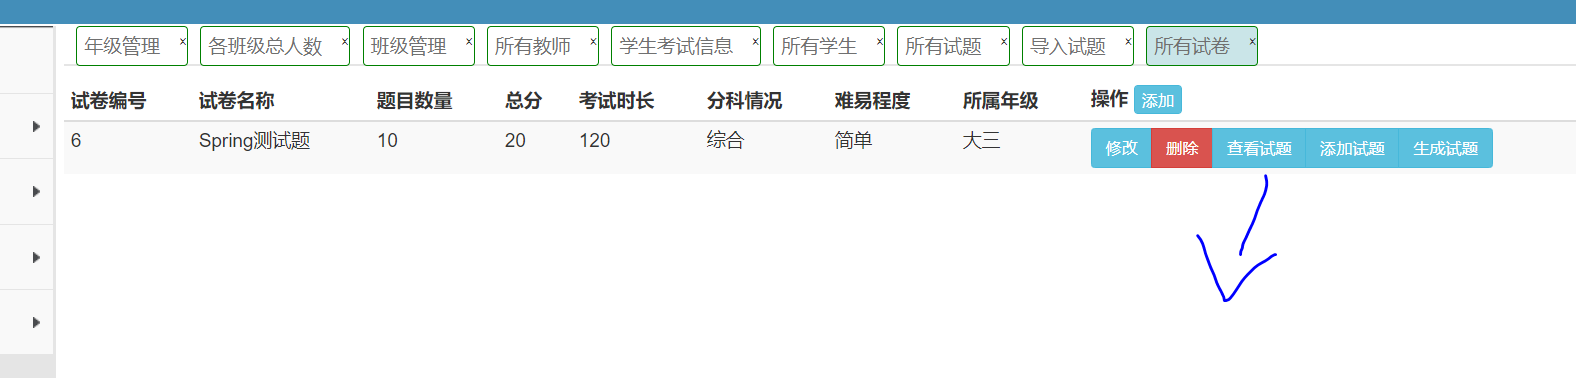 年级管理 × 各班级总人数 × 班级管理 × 所有教师 × 学生考试信息 × 所有学生 × 所有试题 × 导入试题 × 所有试卷 ×
试卷编号 试卷名称 题目数量 总分 考试时长 分科情况 难易程度 所属年级 操作 添加
6 Spring测试题 10 20 120 综合 简单 大三 修改 删除 查看试题 添加试题 生成试题